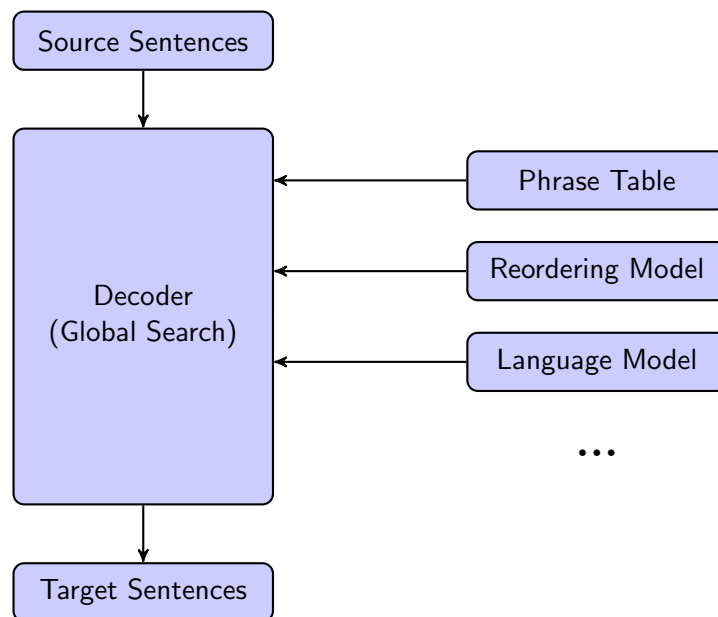 Source Sentences
Phrase Table
Reordering Model
Decoder
(Global Search)
Language Model
...
Target Sentences